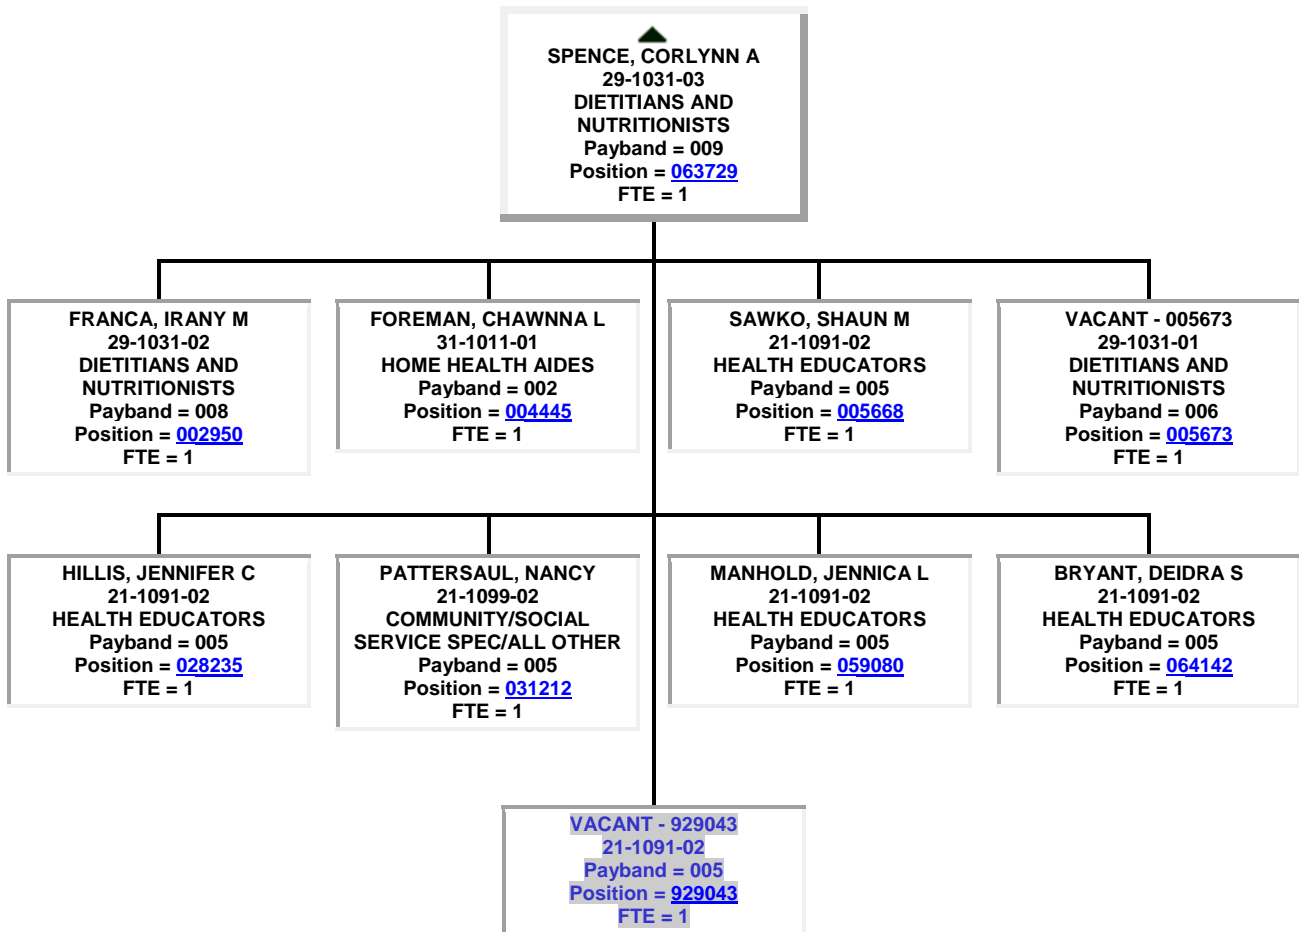 SPENCE, CORLYNN A
29-1031-03
DIETITIANS AND
NUTRITIONISTS
Payband = 009
Position = 063729
FTE = 1
FRANCA, IRANY M
29-1031-02
DIETITIANS AND
NUTRITIONISTS
Payband = 008
Position = 002950
FTE = 1
FOREMAN, CHAWNNA L
31-1011-01
HOME HEALTH AIDES
Payband = 002
Position = 004445
FTE = 1
SAWKO, SHAUN M
21-1091-02
HEALTH EDUCATORS
Payband = 005
Position = 005668
FTE = 1
VACANT - 005673
29-1031-01
DIETITIANS AND
NUTRITIONISTS
Payband = 006
Position = 005673
FTE = 1
HILLIS, JENNIFER C
21-1091-02
HEALTH EDUCATORS
Payband = 005
Position = 028235
FTE = 1
PATTERSAUL, NANCY
21-1099-02
COMMUNITY/SOCIAL
SERVICE SPEC/ALL OTHER
Payband = 005
Position = 031212
FTE = 1
MANHOLD, JENNICA L
21-1091-02
HEALTH EDUCATORS
Payband = 005
Position = 059080
FTE = 1
BRYANT, DEIDRA S
21-1091-02
HEALTH EDUCATORS
Payband = 005
Position = 064142
FTE = 1
VACANT - 929043
21-1091-02
Payband = 005
Position = 929043
FTE = 1